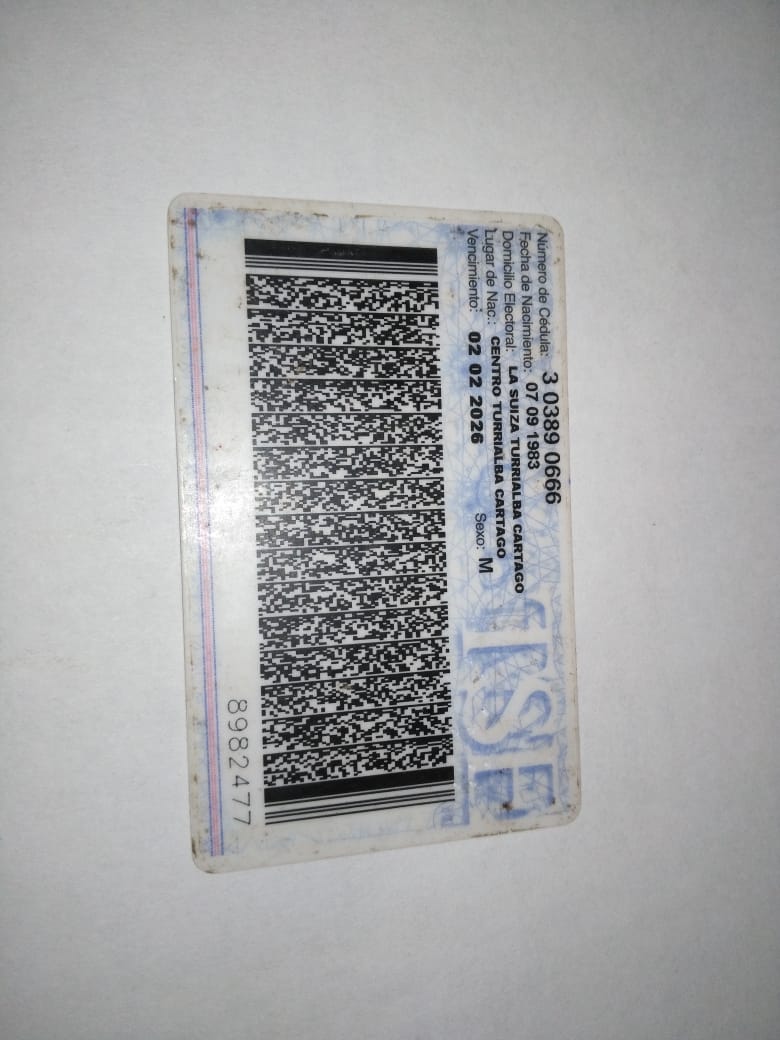 Número de Cédula: 3 0389 0666
Fecha de Nacimiento: 07 09 1983
Domicilio Electoral: LA SUIZA TURRIALBA CARTAGO
Lugar de Nac.: CENTRO TURRIALBA CARTAGO
Vencimiento: 02 02 2026 Sexo: M
TSE
8982477